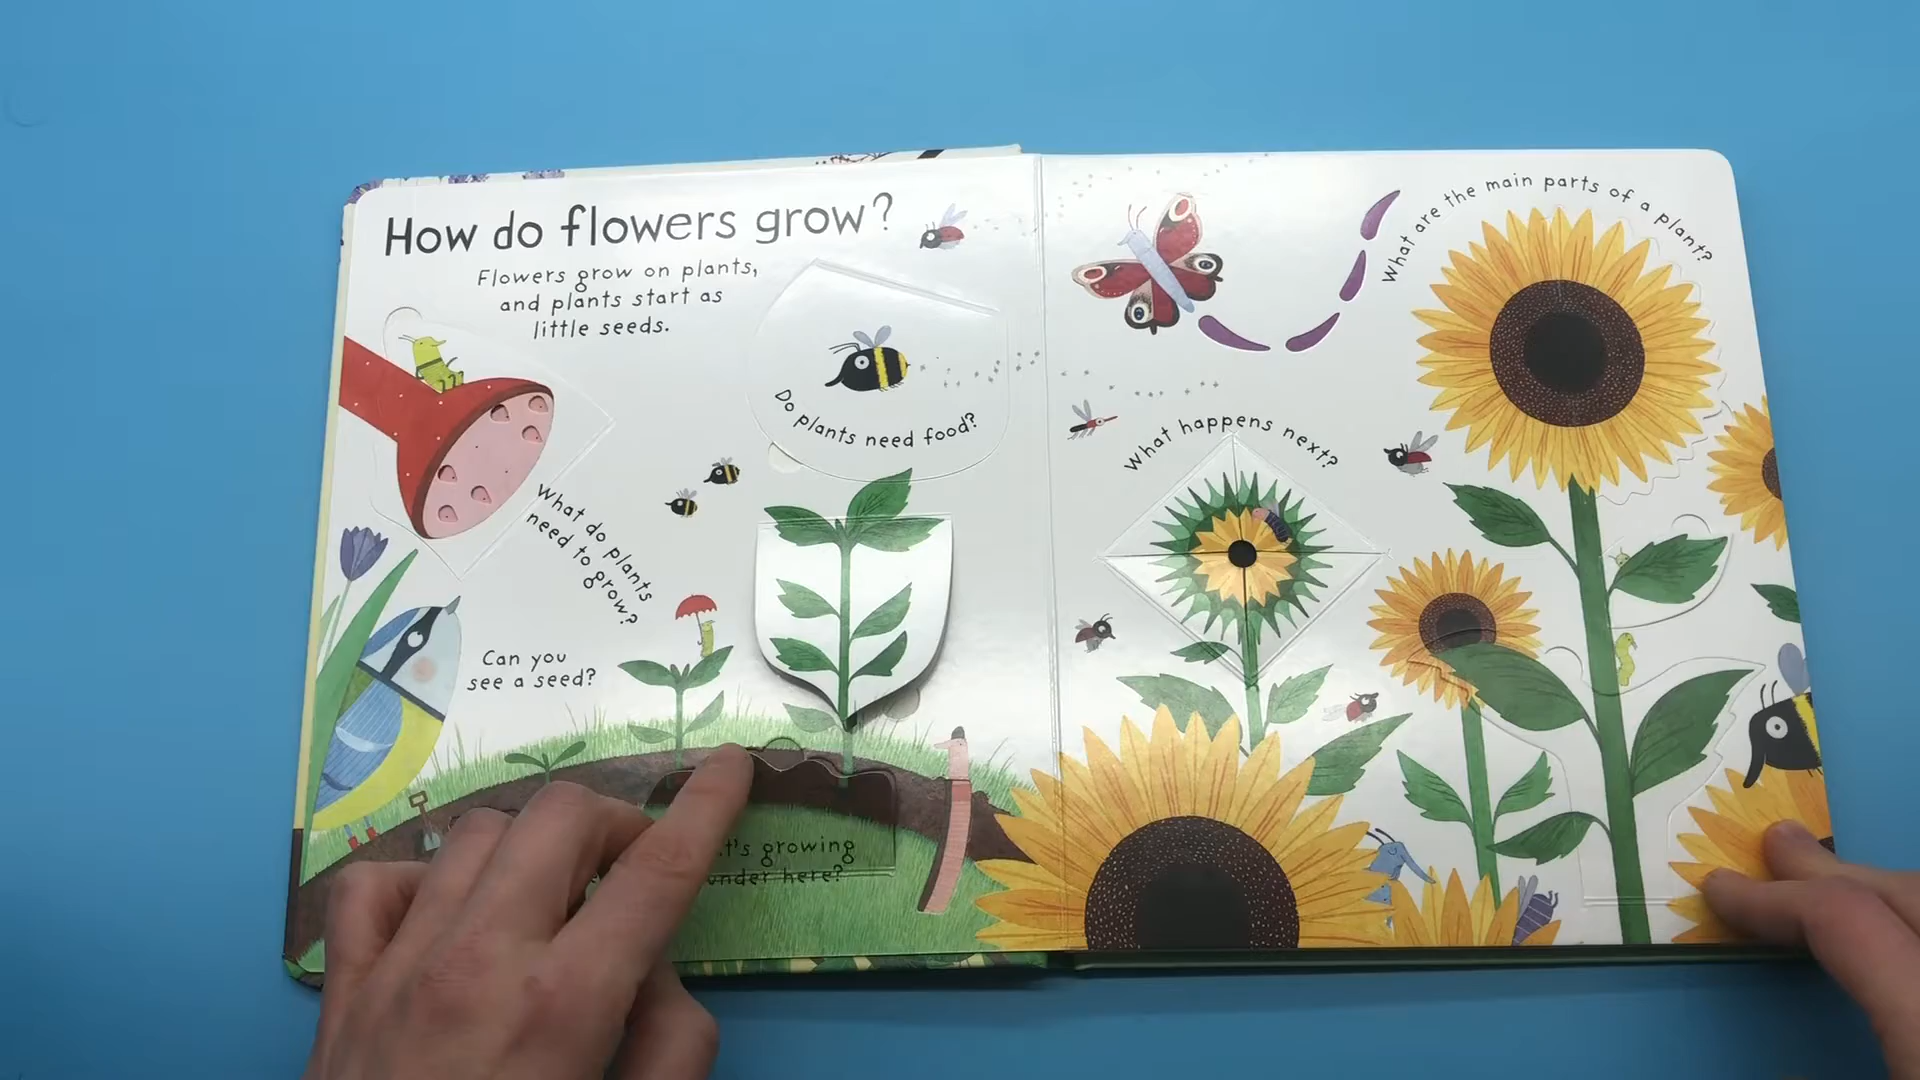 How do flowers grow?
Flowers grow on plants,
and plants start as
little seeds.
Do plants need food?
What do plants
need to grow?
Can you
see a seed?
growing
under here?
What are the main parts of a plant?
What happens next?